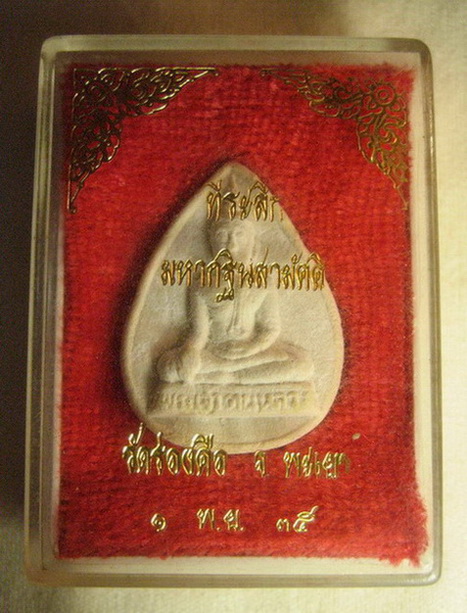 ที่ระลึก
มหากฐินสามัคคี
พระเจ้าตนหลวง
วัดร่องคือ จ พะเยา
๑ พ.ย. ๓๕